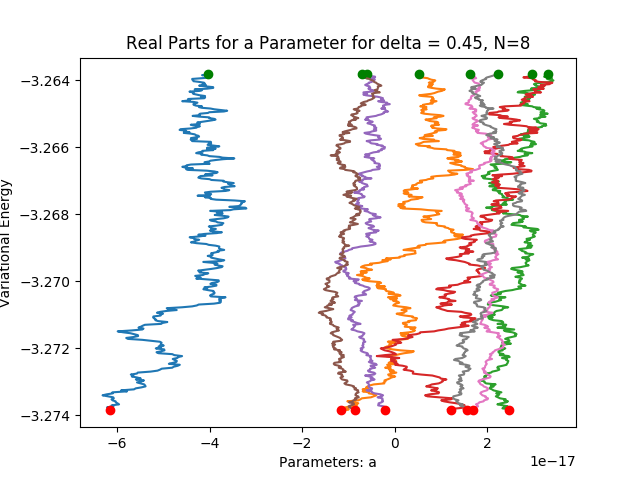 Real Parts for a Parameter for delta = 0.45, N=8
−3.264
−3.266
−3.268
−3.270
−3.272
−3.274
Variational Energy
−6
−4
−2
0
2
1e−17
Parameters: a